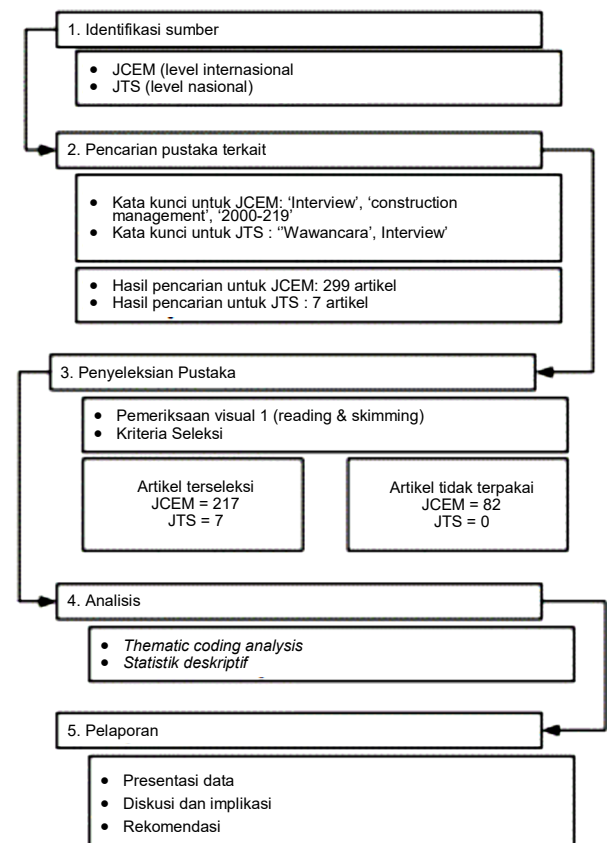 1. Identifikasi sumber
• JCEM (level internasional
• JTS (level nasional)
2. Pencarian pustaka terkait
• Kata kunci untuk JCEM: 'Interview', 'construction
management', '2000-219'
• Kata kunci untuk JTS : ''Wawancara', Interview'
• Hasil pencarian untuk JCEM: 299 artikel
• Hasil pencarian untuk JTS : 7 artikel
3. Penyeleksian Pustaka
• Pemeriksaan visual 1 (reading & skimming)
• Kriteria Seleksi
Artikel terseleksi
JCEM = 217
JTS = 7
Artikel tidak terpakai
JCEM = 82
JTS = 0
4. Analisis
• Thematic coding analysis
• Statistik deskriptif
5. Pelaporan
• Presentasi data
• Diskusi dan implikasi
• Rekomendasi